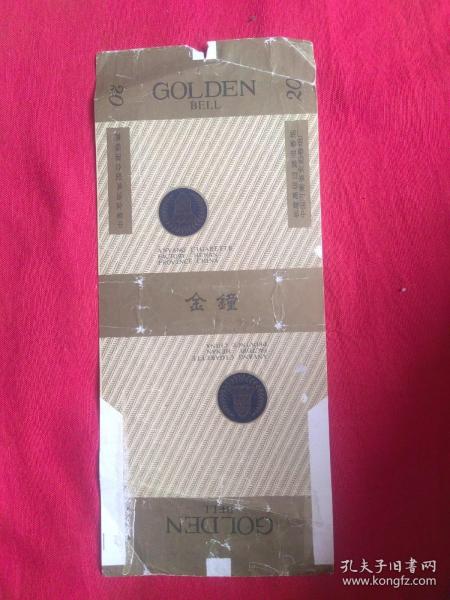 20
GOLDEN
BELL
20
ANYANG CIGARETTE
FACTORY HENAN
PROVINCE CHINA
金鐘
ANYANG CIGARETTE
FACTORY HENAN
PROVINCE CHINA
GOLDEN
BELL
孔夫子旧书网
www.kongfz.com